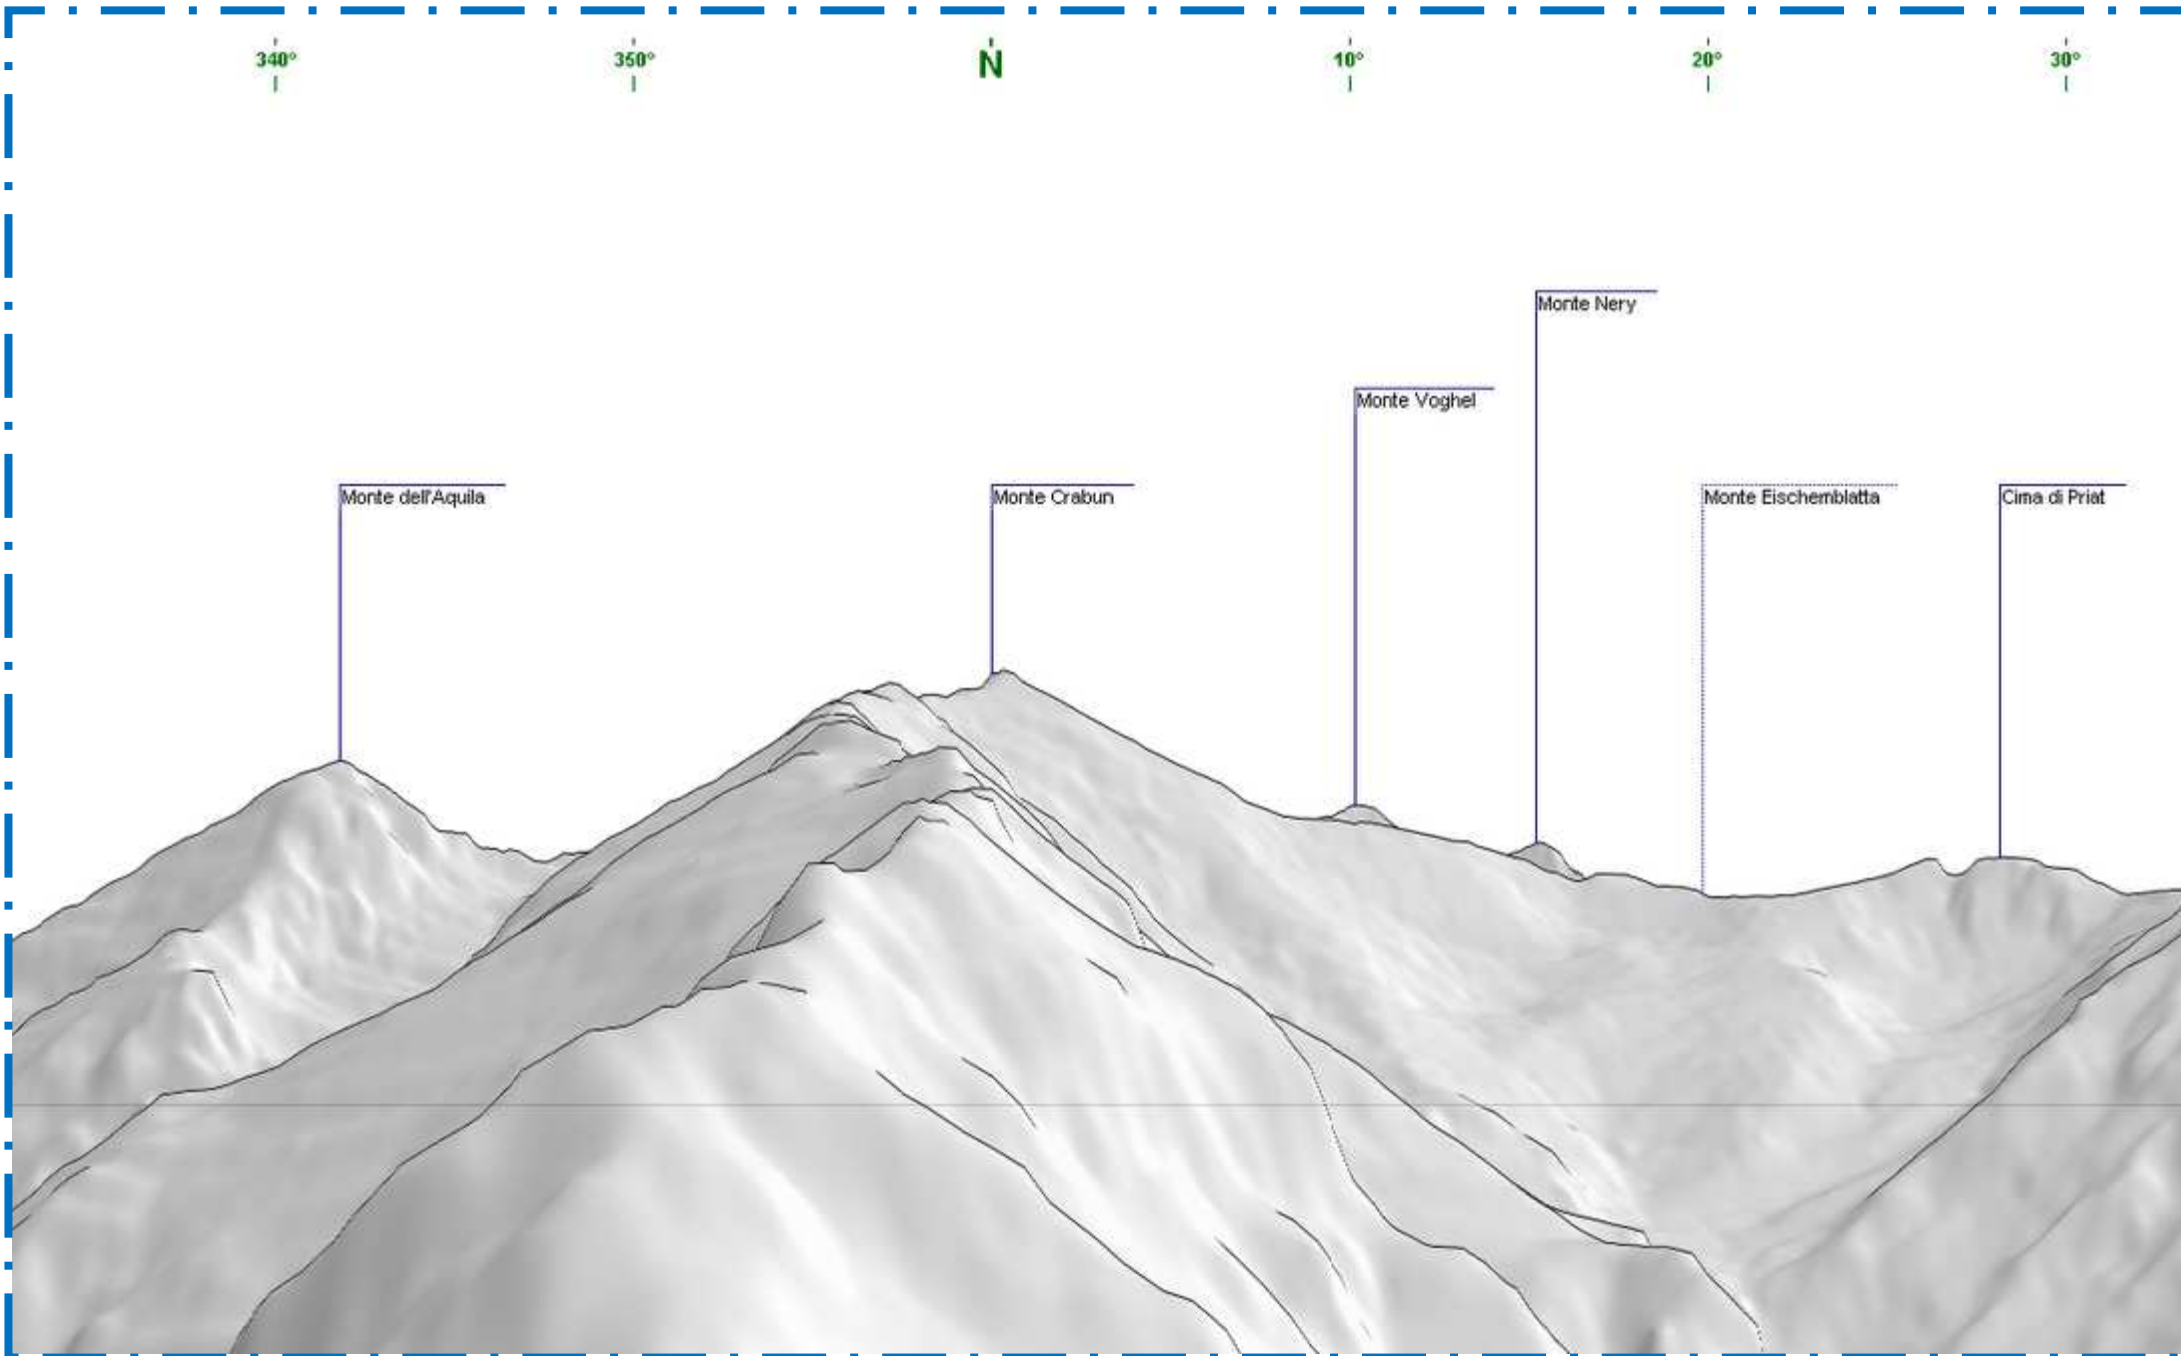 340°
350°
N
10°
20°
30°
Monte Nery
Monte Voghel
Monte dell'Aquila
Monte Crabun
Monte Eischemblatta
Cima di Priat